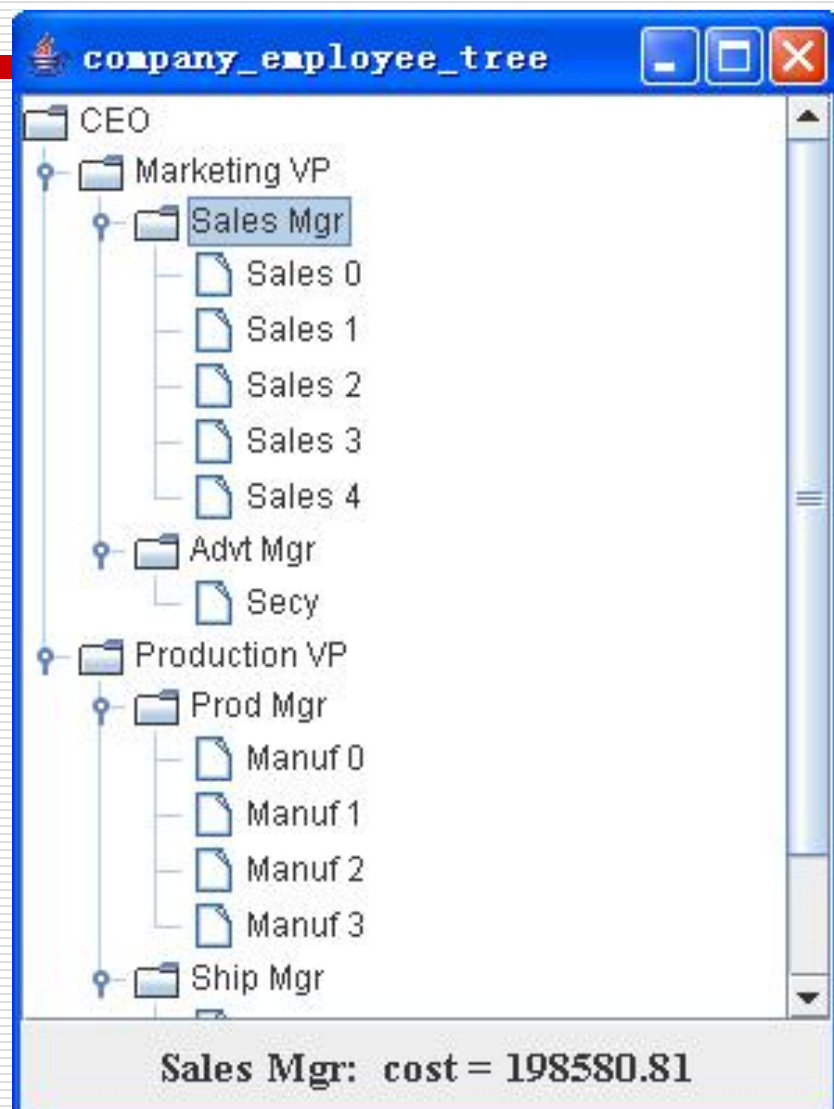 company_employee_tree
CEO
Marketing VP
Sales Mgr
Sales 0
Sales 1
Sales 2
Sales 3
Sales 4
Advt Mgr
Secy
Production VP
Prod Mgr
Manuf 0
Manuf 1
Manuf 2
Manuf 3
Ship Mgr
Sales Mgr: cost = 198580.81